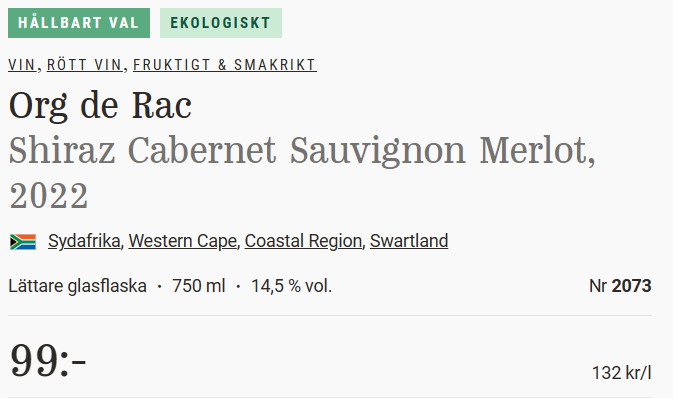 HÅLLBART VAL EKOLOGISKT
VIN, RÖTT VIN, FRUKTIGT & SMAKRIKT
Org de Rac
Shiraz Cabernet Sauvignon Merlot,
2022
Sydafrika, Western Cape, Coastal Region, Swartland
Lättare glasflaska · 750 ml · 14,5 % vol. Nr 2073
99:- 132 kr/l